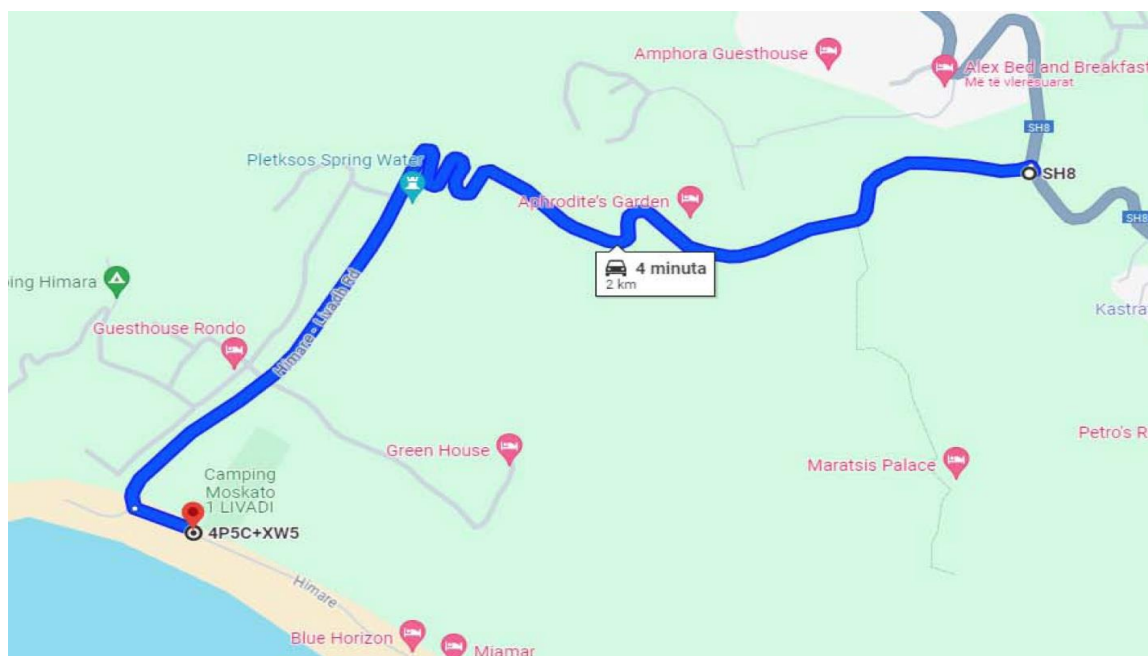 Amphora Guesthouse
Alex Bed and Breakfast
Më të vlerësuarat
SH8
Pletksos Spring Water
SH8
Aphrodite's Garden
SH8
4 minuta
2 km
ing Himara
Kastra
Guesthouse Rondo
Himare - Livadh Rd
Petro's R
Green House
Maratsis Palace
Camping
Moskato
1 LIVADI
4P5C+XW5
Himare
Blue Horizon
Miamar